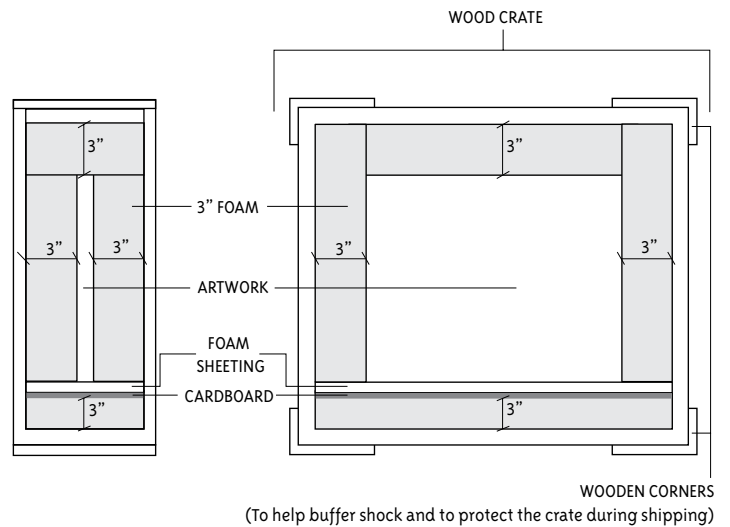 WOOD CRATE
3”
3”
3” FOAM
3”
3”
3”
3”
ARTWORK
FOAM
SHEETING
CARDBOARD
3”
3”
WOODEN CORNERS
(To help buffer shock and to protect the crate during shipping)